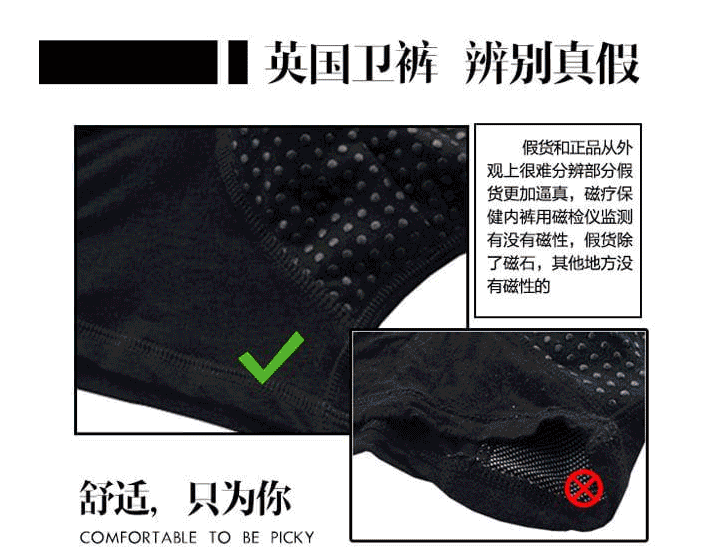 英国卫裤 辨别真假
假货和正品从外
观上很难分辨部分假
货更加逼真，磁疗保
健内裤用磁检仪监测
有没有磁性，假货除
了磁石，其他地方没
有磁性的
舒适，只为你
COMFORTABLE TO BE PICKY